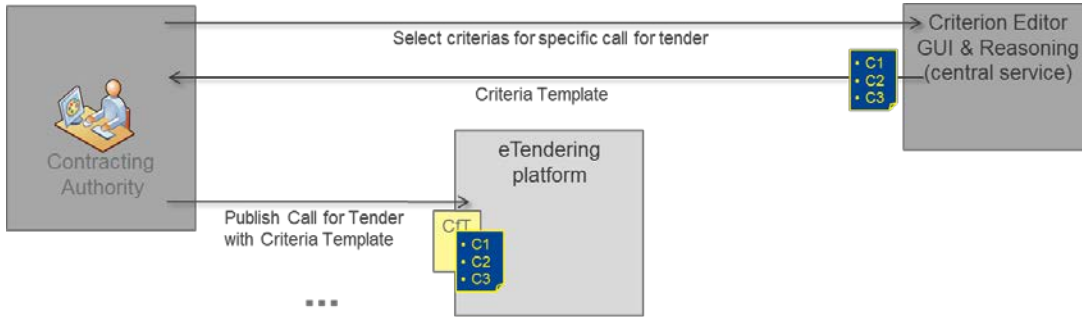 Select criterias for specific call for tender
Criterion Editor
GUI & Reasoning
(central service)
• C1
• C2
• C3
Criteria Template
Contracting
Authority
eTendering
platform
Publish Call for Tender
with Criteria Template
CfT
• C1
• C2
• C3
...